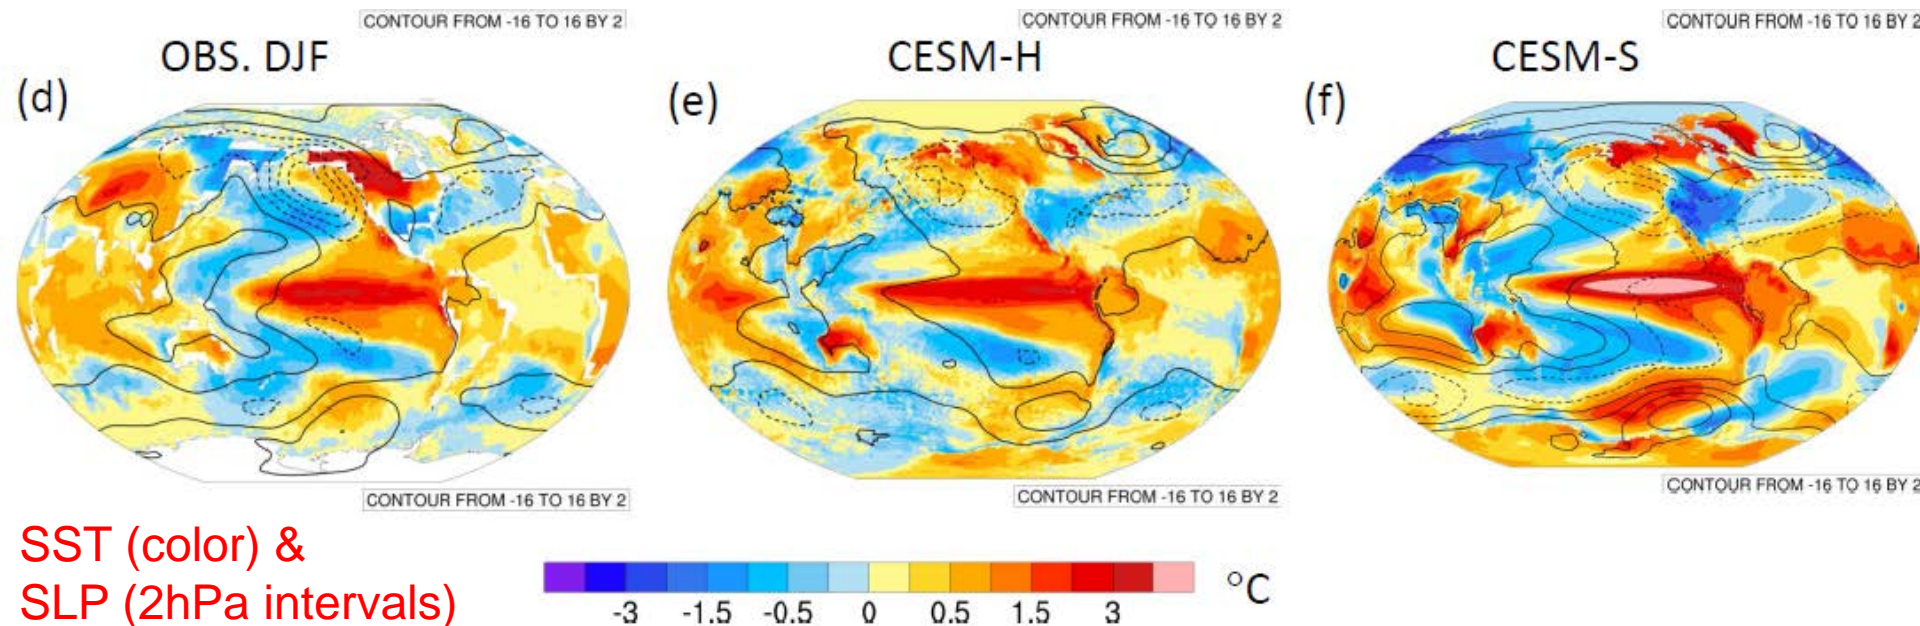 CONTOUR FROM -16 TO 16 BY 2
CONTOUR FROM -16 TO 16 BY 2
CONTOUR FROM -16 TO 16 BY 2
OBS. DJF
CESM-H
CESM-S
(d)
(e)
(f)
CONTOUR FROM -16 TO 16 BY 2
CONTOUR FROM -16 TO 16 BY 2
CONTOUR FROM -16 TO 16 BY 2
SST (color) &
SLP (2hPa intervals)
°C
-3 -1.5 -0.5 0 0.5 1.5 3